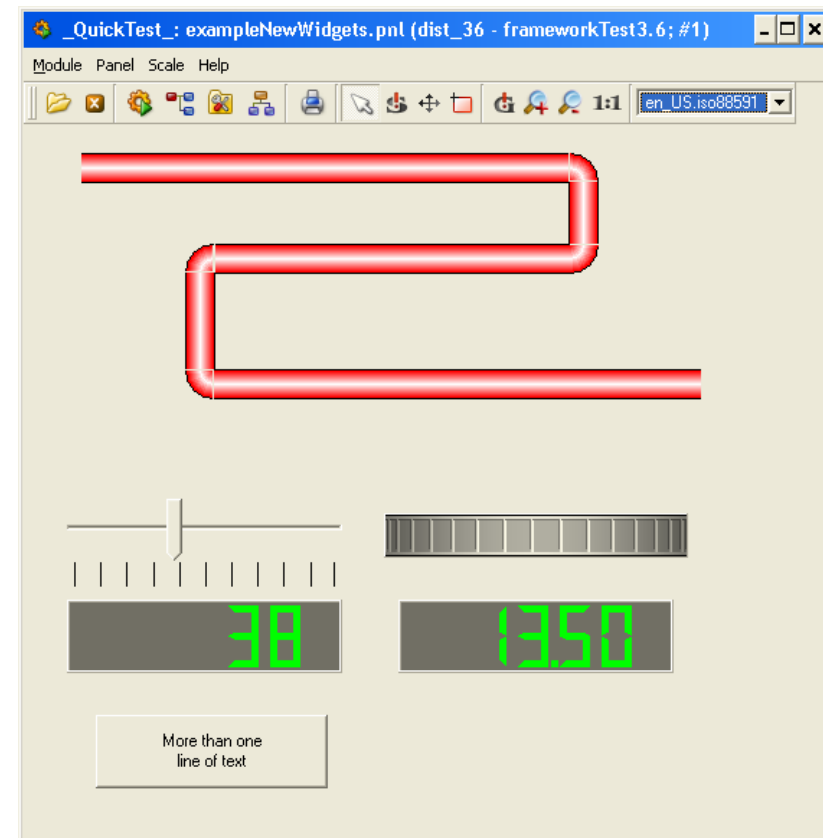 _QuickTest_: exampleNewWidgets.pnl (dist_36 - frameworkTest3.6; #1)
Module Panel Scale Help
1:1 en_US.iso88591
38 13.50
More than one
line of text